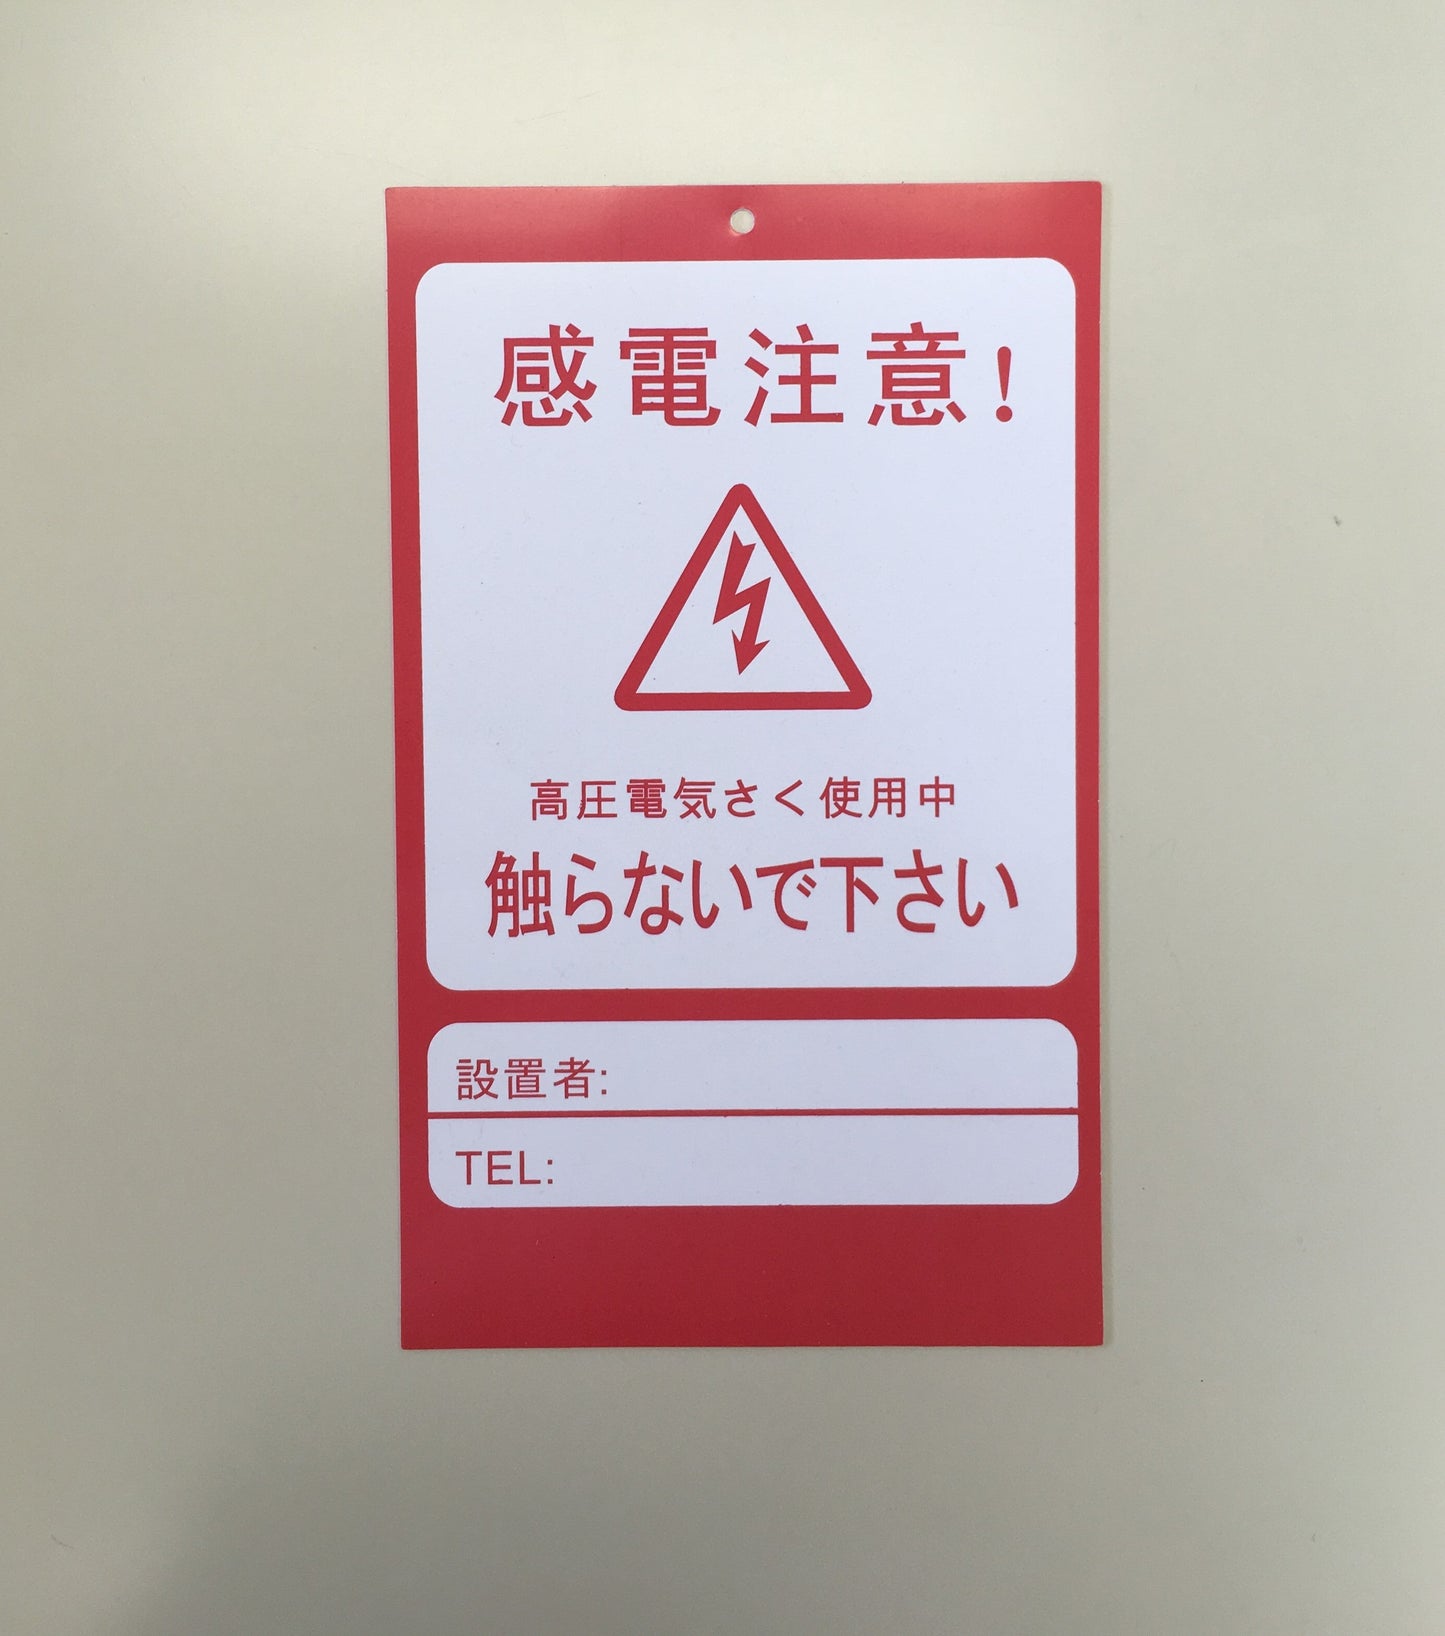 感電注意!
高圧電気さく使用中
触らないで下さい
設置者:
TEL: